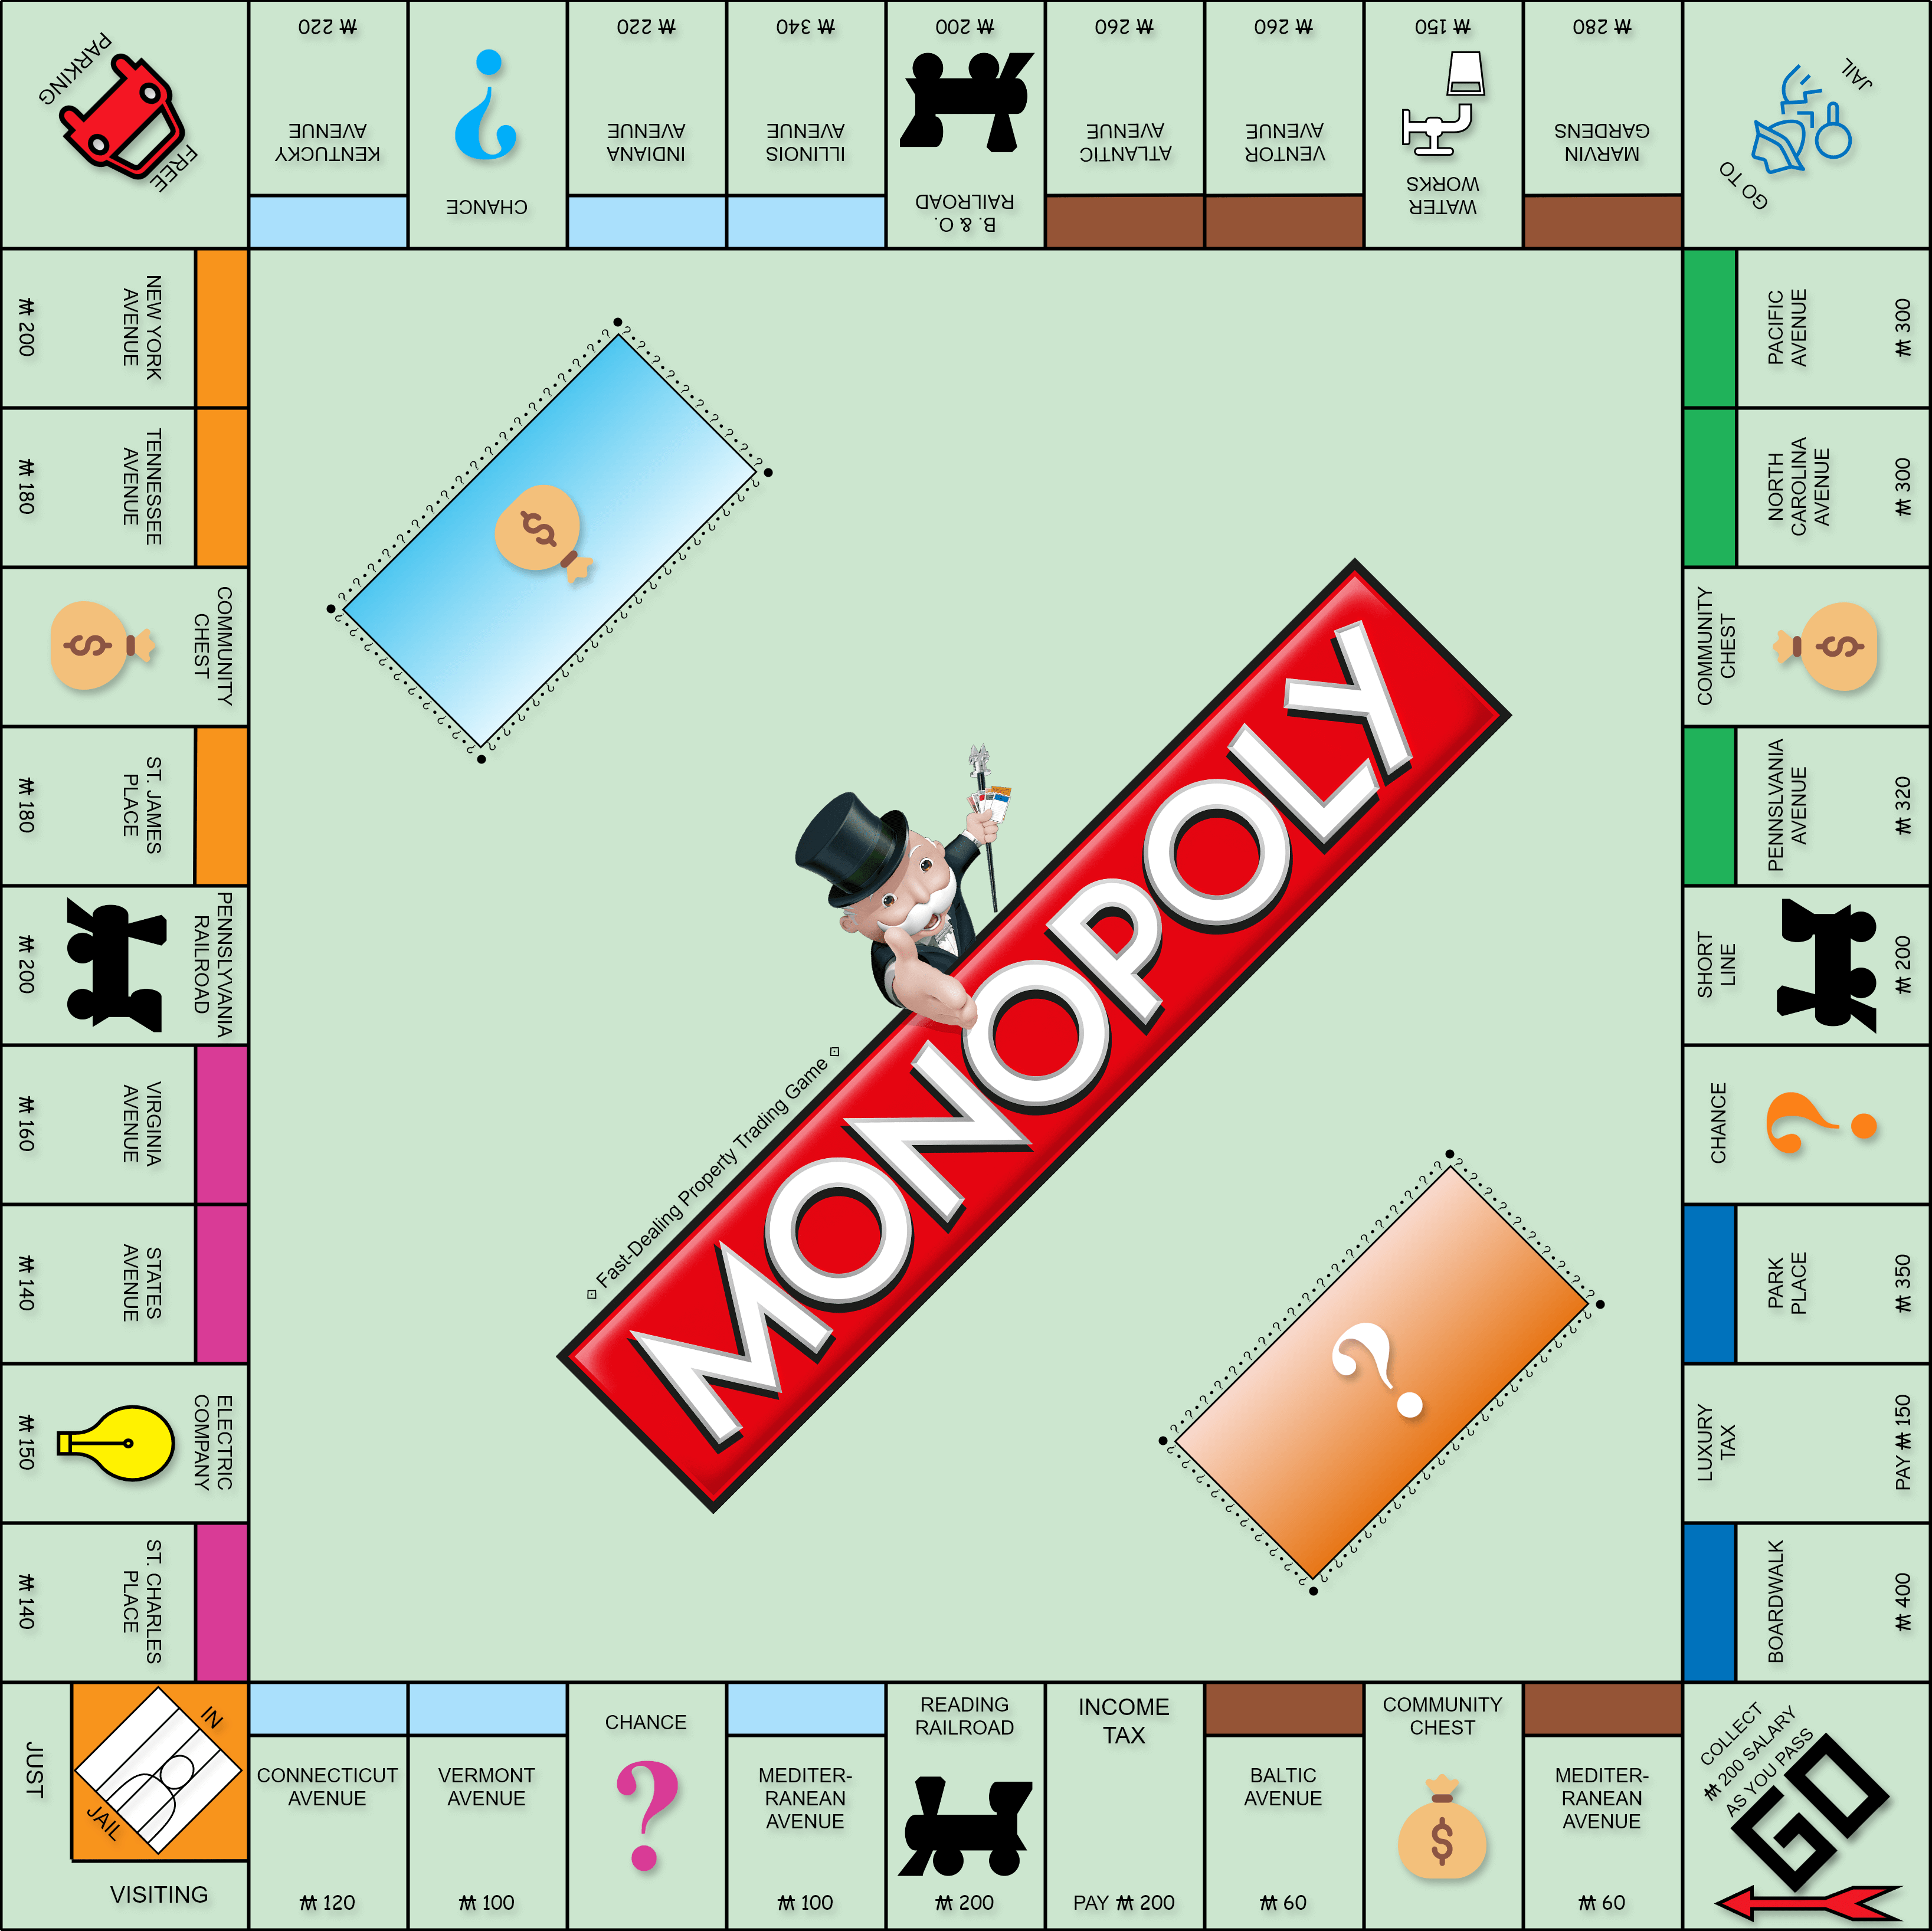 FREE
PARKING
KENTUCKY
AVENUE
M 220
CHANCE
INDIANA
AVENUE
M 220
ILLINOIS
AVENUE
M 340
B. & O.
RAILROAD
M 200
ATLANTIC
AVENUE
M 260
VENTOR
AVENUE
M 260
WATER
WORKS
M 150
MARVIN
GARDENS
M 280
GO TO
JAIL
NEW YORK
AVENUE
M 200
TENNESSEE
AVENUE
M 180
COMMUNITY
CHEST
$
ST. JAMES
PLACE
M 180
PENNSLYVANIA
RAILROAD
M 200
VIRGINIA
AVENUE
M 160
STATES
AVENUE
M 140
ELECTRIC
COMPANY
M 150
ST. CHARLES
PLACE
M 140
$
MONOPOLY
Fast-Dealing Property Trading Game
?
PACIFIC
AVENUE
M 300
NORTH
CAROLINA
AVENUE
M 300
COMMUNITY
CHEST
$
PENNSLVANIA
AVENUE
M 320
SHORT
LINE
M 200
CHANCE
?
PARK
PLACE
M 350
LUXURY
TAX
PAY M 150
BOARDWALK
M 400
JUST
VISITING
IN
JAIL
CONNECTICUT
AVENUE
M 120
VERMONT
AVENUE
M 100
CHANCE
?
MEDITER-
RANEAN
AVENUE
M 100
READING
RAILROAD
M 200
INCOME
TAX
PAY M 200
BALTIC
AVENUE
M 60
COMMUNITY
CHEST
$
MEDITER-
RANEAN
AVENUE
M 60
COLLECT
M 200 SALARY
AS YOU PASS
GO